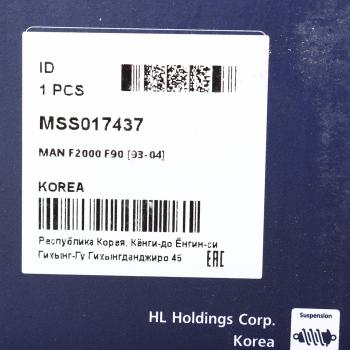 ID
1 PCS
MSS017437
MAN F2000 F90 [93-04]
KOREA
Республика Корея, Кёнги-до Ёнгин-си
Гихынг-Гу Гихынгданджиро 46
EAC
HL Holdings Corp.
Korea
Suspension